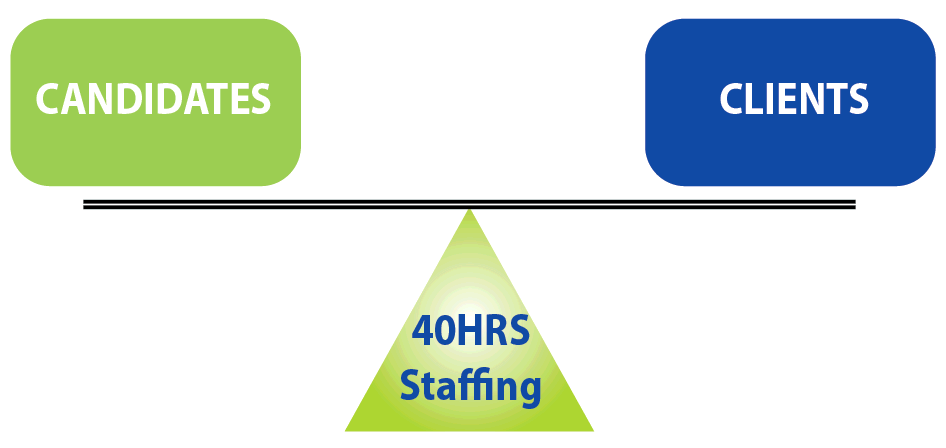 CANDIDATES
CLIENTS
40HRS
Staffing